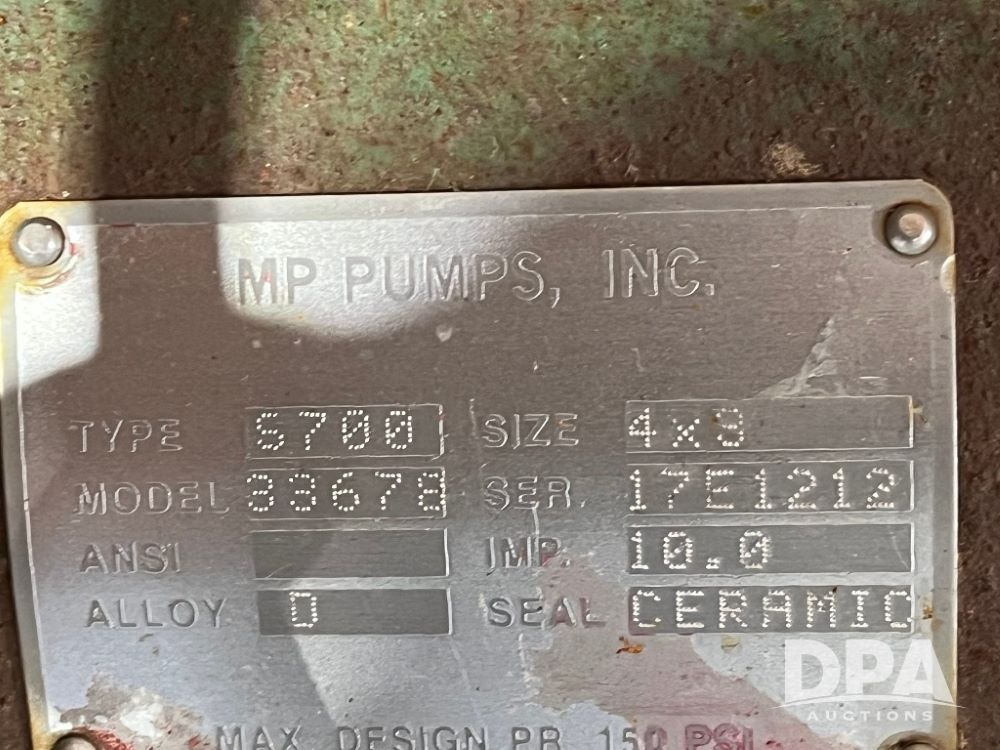 MP PUMPS, INC.
TYPE S700 SIZE 4x3
MODEL 33678 SER. 17E1212
ANSI IMP. 10.0
ALLOY D SEAL CERAMIC
MAX DESIGN PR 150 PSI
DPA
AUCTIONS